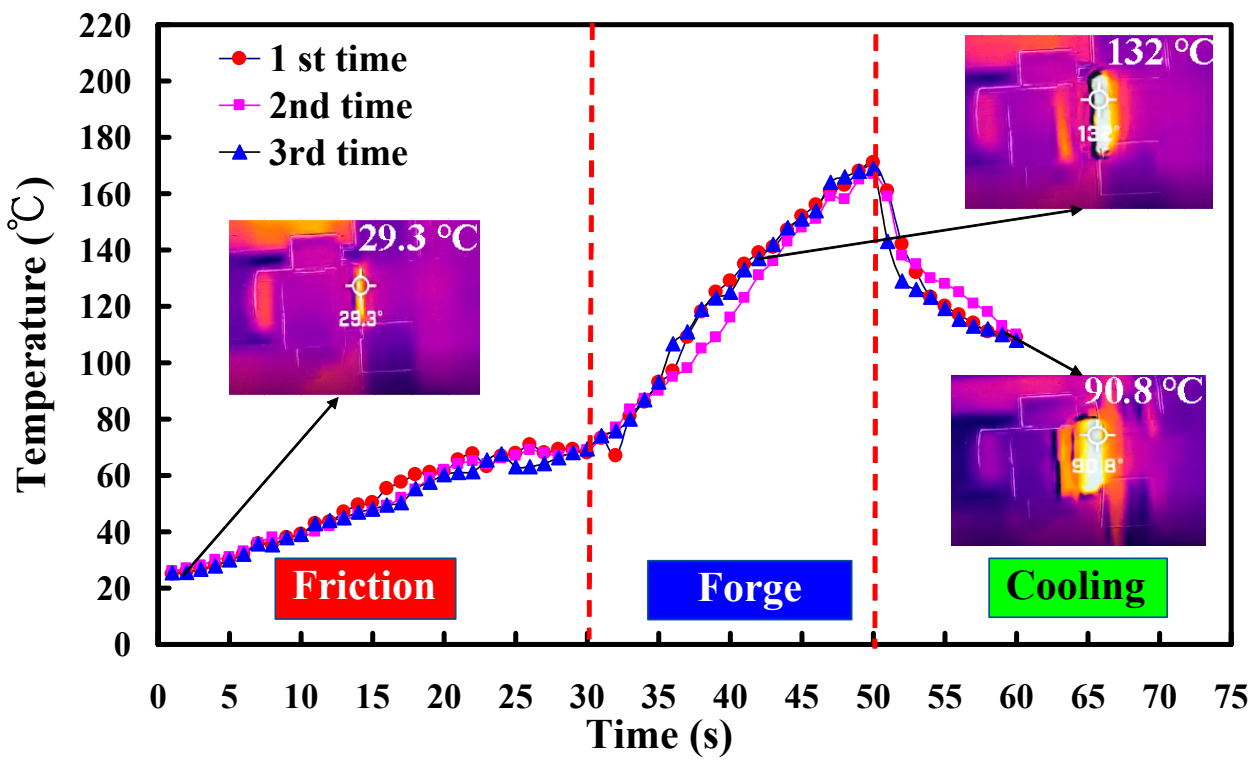 220
200
180
160
140
120
100
80
60
40
20
0
Temperature (℃)
1 st time
2nd time
3rd time
29.3 °C
29.3°
132 °C
132°
90.8 °C
90.8°
Friction
Forge
Cooling
0 5 10 15 20 25 30 35 40 45 50 55 60 65 70 75
Time (s)